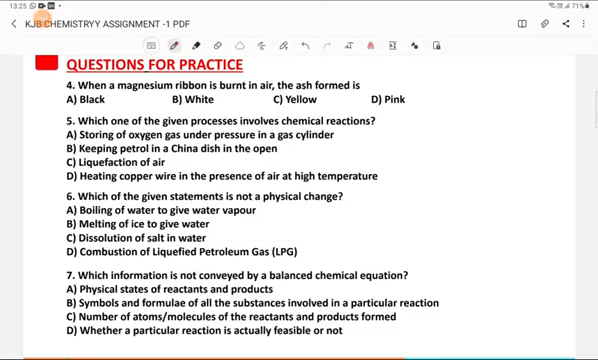 13:25
71%
KJB CHEMISTRYY ASSIGNMENT -1 PDF
QUESTIONS FOR PRACTICE
4. When a magnesium ribbon is burnt in air, the ash formed is
A) Black B) White C) Yellow D) Pink
5. Which one of the given processes involves chemical reactions?
A) Storing of oxygen gas under pressure in a gas cylinder
B) Keeping petrol in a China dish in the open
C) Liquefaction of air
D) Heating copper wire in the presence of air at high temperature
6. Which of the given statements is not a physical change?
A) Boiling of water to give water vapour
B) Melting of ice to give water
C) Dissolution of salt in water
D) Combustion of Liquefied Petroleum Gas (LPG)
7. Which information is not conveyed by a balanced chemical equation?
A) Physical states of reactants and products
B) Symbols and formulae of all the substances involved in a particular reaction
C) Number of atoms/molecules of the reactants and products formed
D) Whether a particular reaction is actually feasible or not